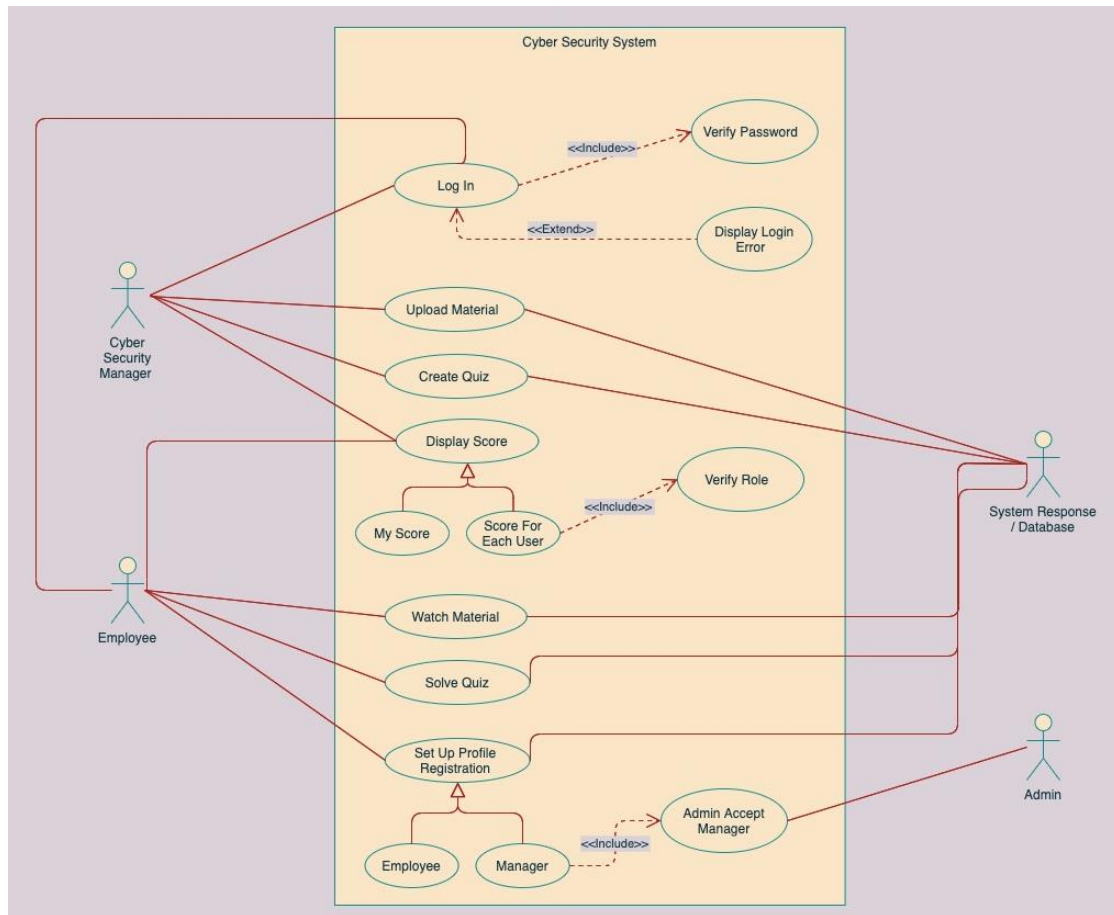 Cyber Security System
Verify Password
<<Include>>
Log In
<<Extend>>
Display Login
Error
Upload Material
Cyber
Security
Manager
Create Quiz
Display Score
Verify Role
<<Include>>
My Score
Score For
Each User
System Response
/ Database
Watch Material
Employee
Solve Quiz
Set Up Profile
Registration
Admin
Admin Accept
Manager
<<Include>>
Employee
Manager